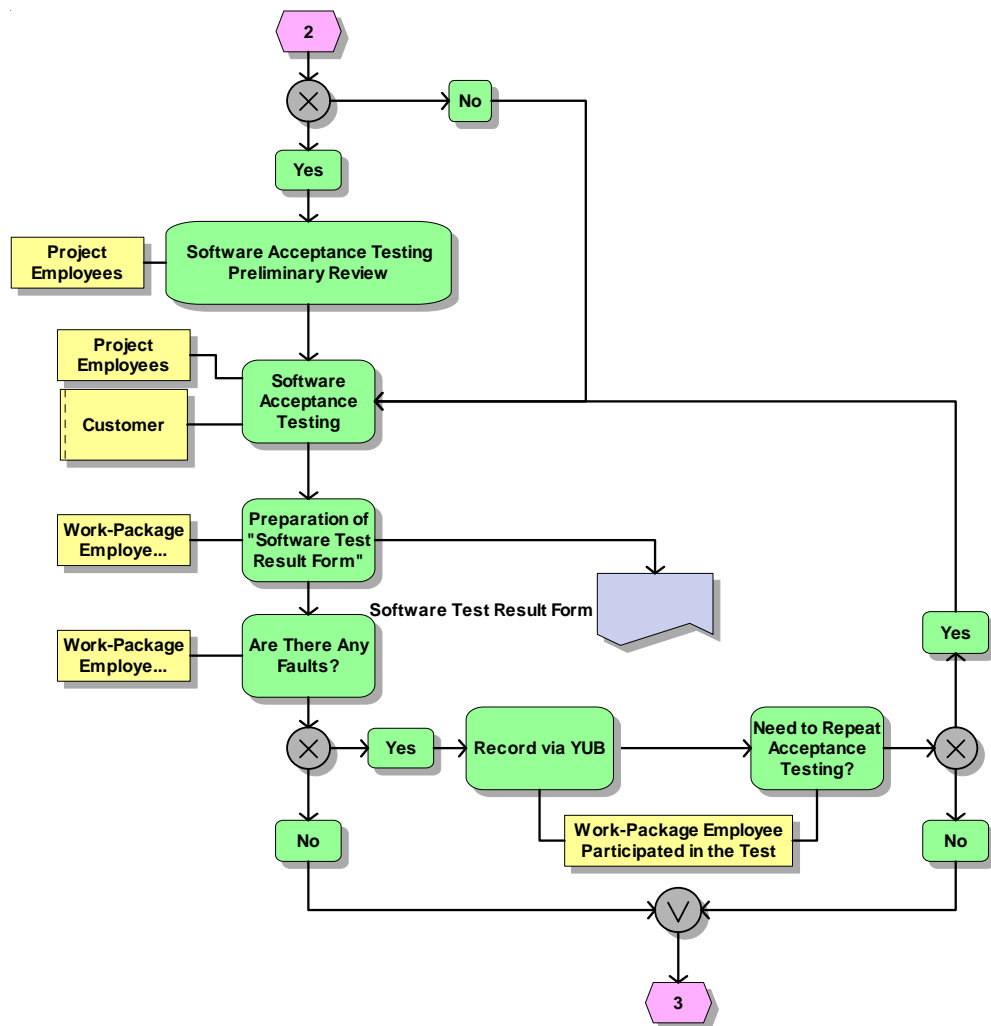 2
No
Yes
Project
Employees
Software Acceptance Testing
Preliminary Review
Project
Employees
Software
Acceptance
Testing
Customer
Work-Package
Employe...
Preparation of
"Software Test
Result Form"
Software Test Result Form
Work-Package
Employe...
Are There Any
Faults?
Yes
Yes
Record via YUB
Need to Repeat
Acceptance
Testing?
No
Work-Package Employee
Participated in the Test
No
3